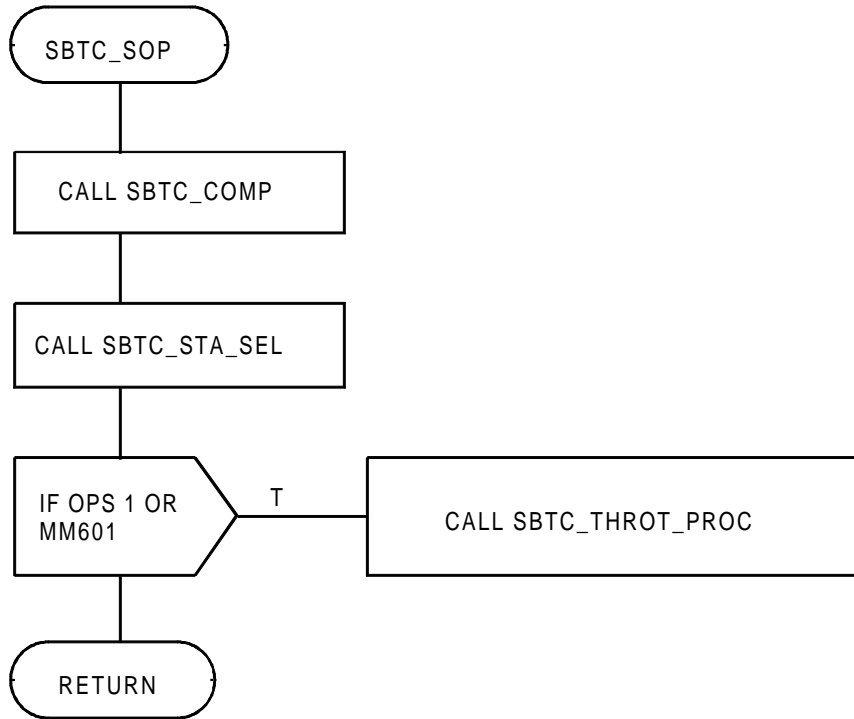 SBTC_SOP
CALL SBTC_COMP
CALL SBTC_STA_SEL
IF OPS 1 OR
MM601
T
CALL SBTC_THROT_PROC
RETURN